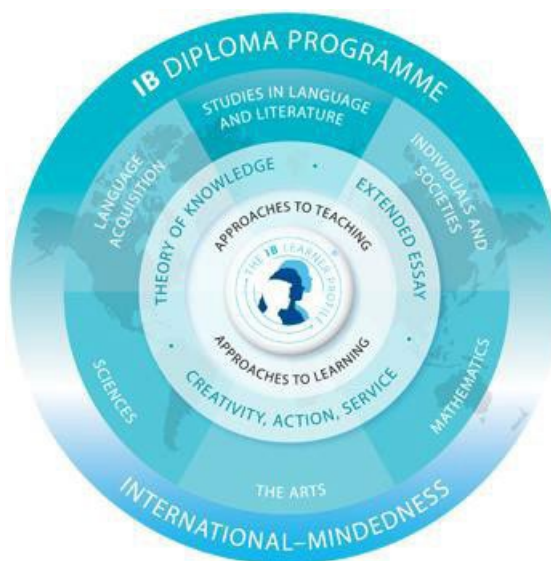 IB DIPLOMA PROGRAMME
STUDIES IN LANGUAGE
AND LITERATURE
LANGUAGE
ACQUISITION
INDIVIDUALS AND
SOCIETIES
THEORY OF KNOWLEDGE
EXTENDED ESSAY
APPROACHES TO TEACHING
THE IB LEARNER PROFILE
APPROACHES TO LEARNING
CREATIVITY, ACTION, SERVICE
SCIENCES
MATHEMATICS
THE ARTS
INTERNATIONAL–MINDEDNESS